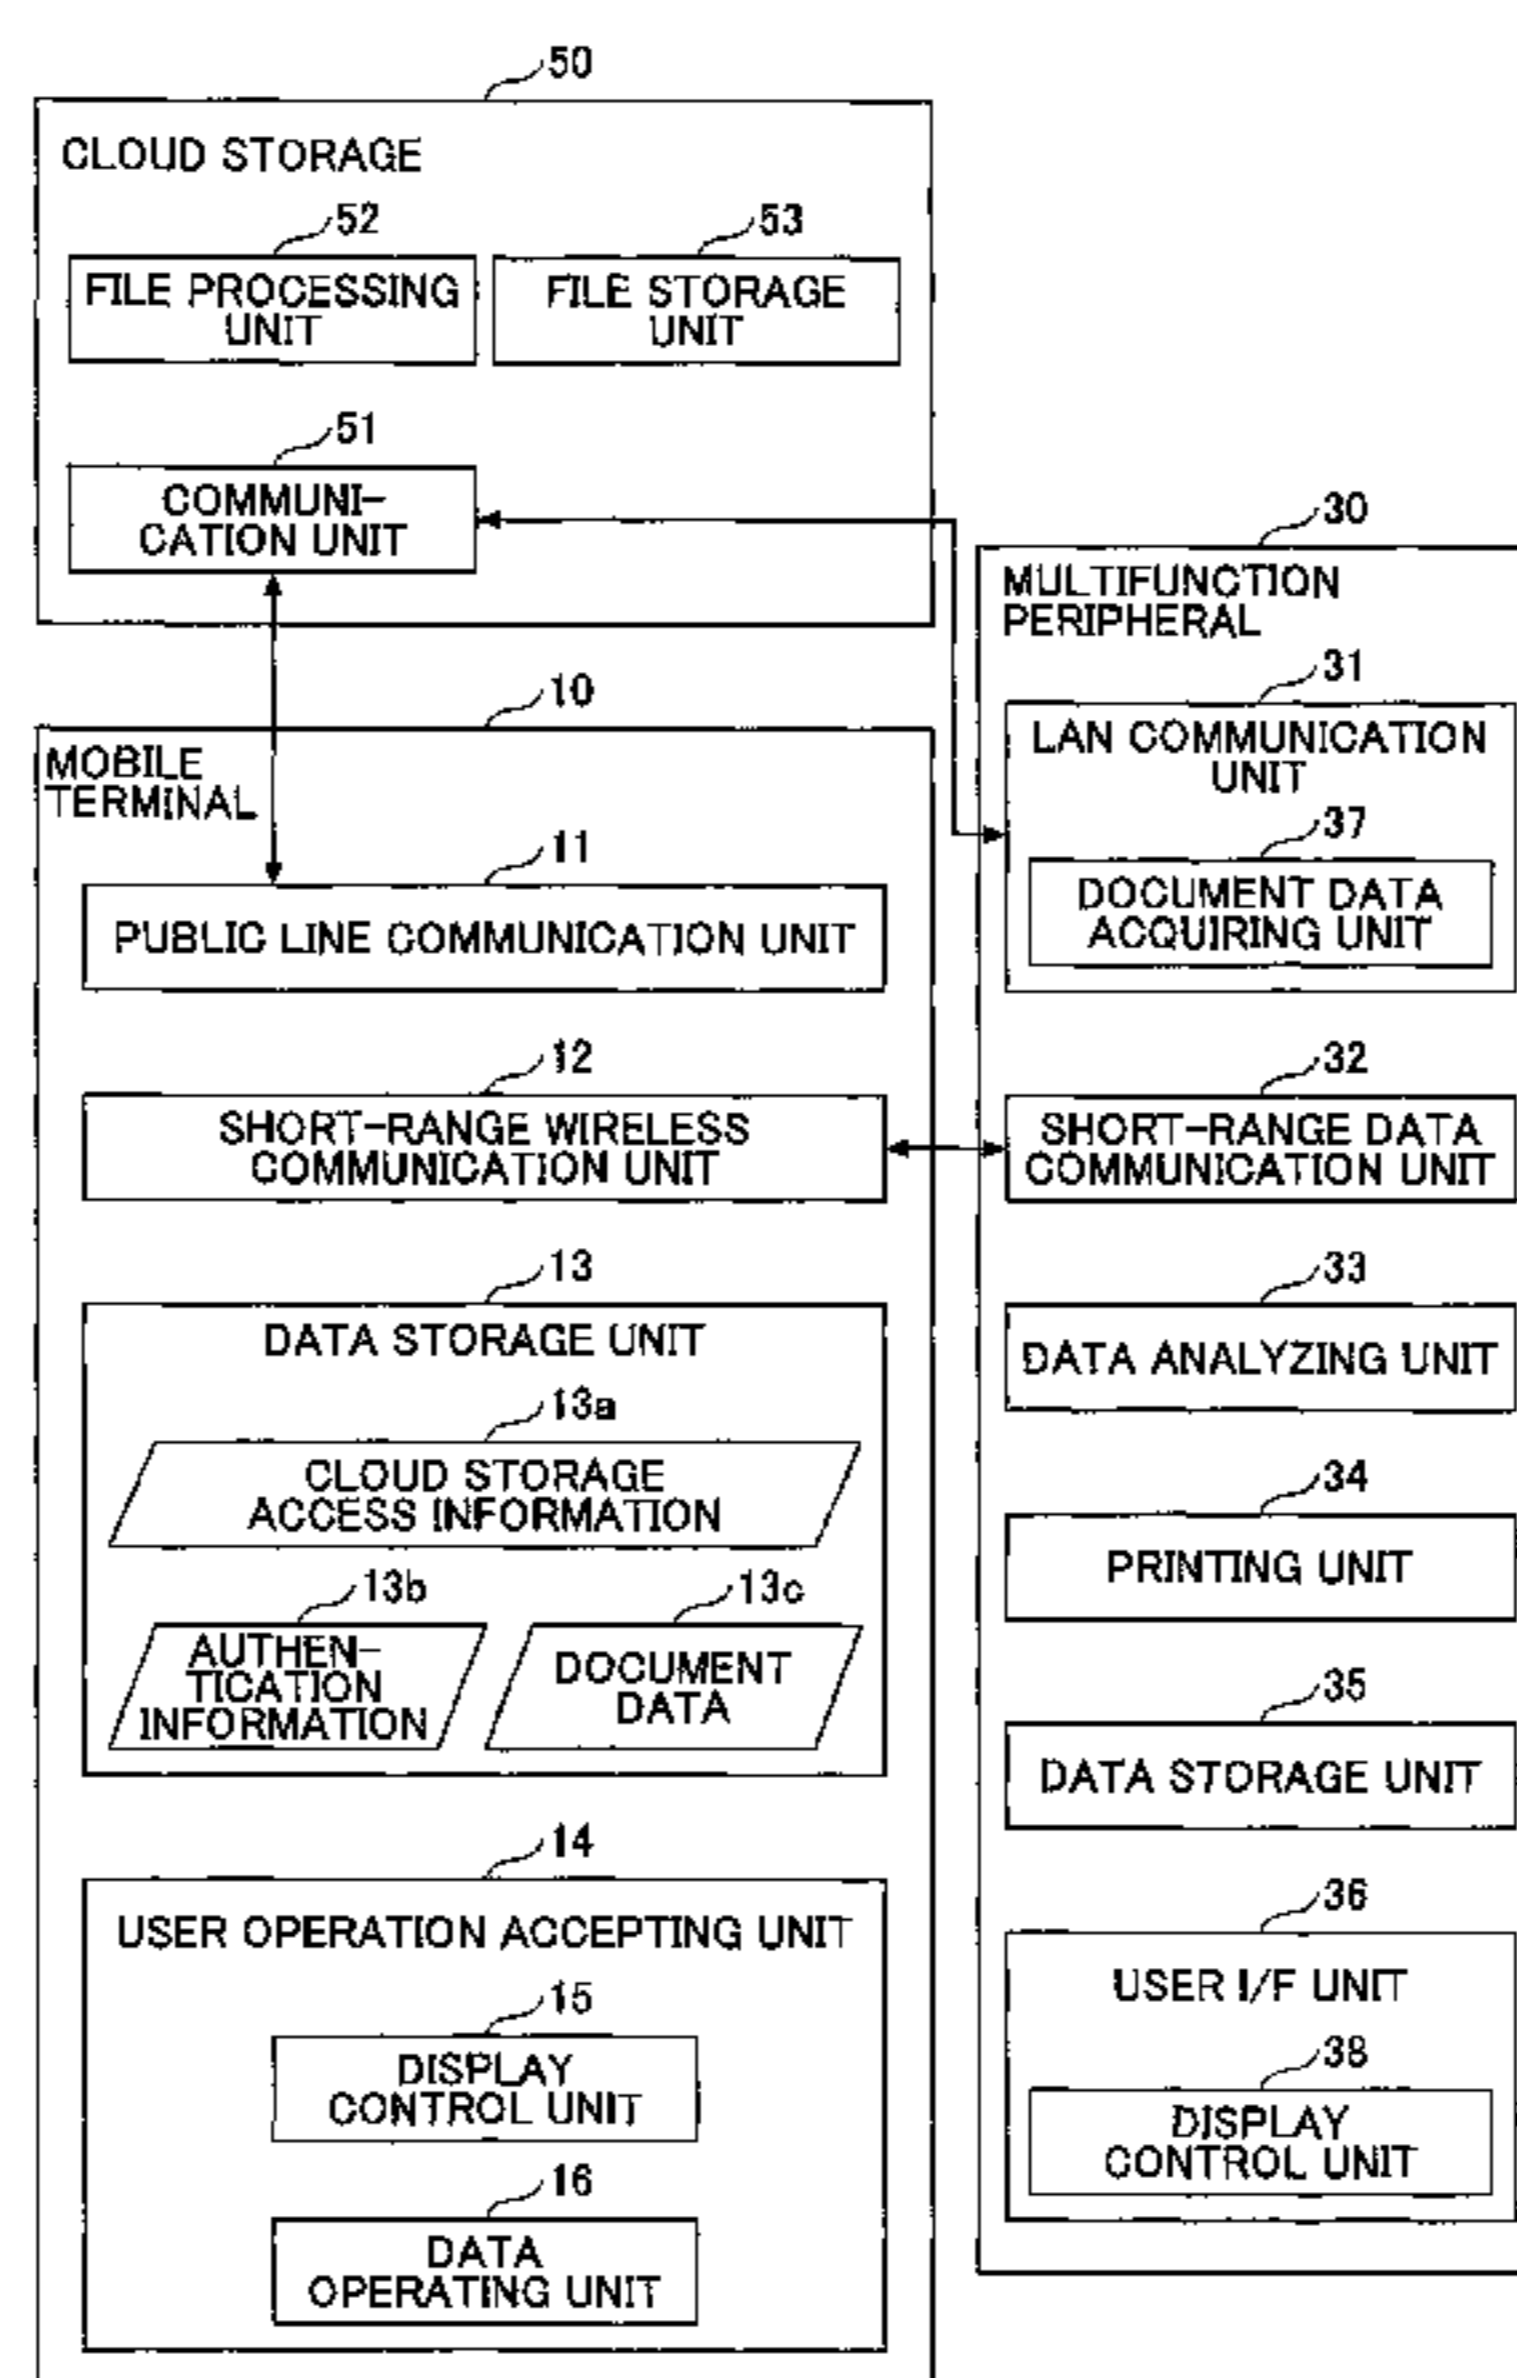 50
CLOUD STORAGE
52
53
FILE PROCESSING
UNIT
FILE STORAGE
UNIT
51
COMMUNI-
CATION UNIT
10
MOBILE
TERMINAL
11
PUBLIC LINE COMMUNICATION UNIT
12
SHORT-RANGE WIRELESS
COMMUNICATION UNIT
13
DATA STORAGE UNIT
13a
CLOUD STORAGE
ACCESS INFORMATION
13b
13c
AUTHEN-
TICATION
INFORMATION
DOCUMENT
DATA
14
USER OPERATION ACCEPTING UNIT
15
DISPLAY
CONTROL UNIT
16
DATA
OPERATING UNIT
30
MULTIFUNCTION
PERIPHERAL
31
LAN COMMUNICATION
UNIT
37
DOCUMENT DATA
ACQUIRING UNIT
32
SHORT-RANGE DATA
COMMUNICATION UNIT
33
DATA ANALYZING UNIT
34
PRINTING UNIT
35
DATA STORAGE UNIT
36
USER I/F UNIT
38
DISPLAY
CONTROL UNIT